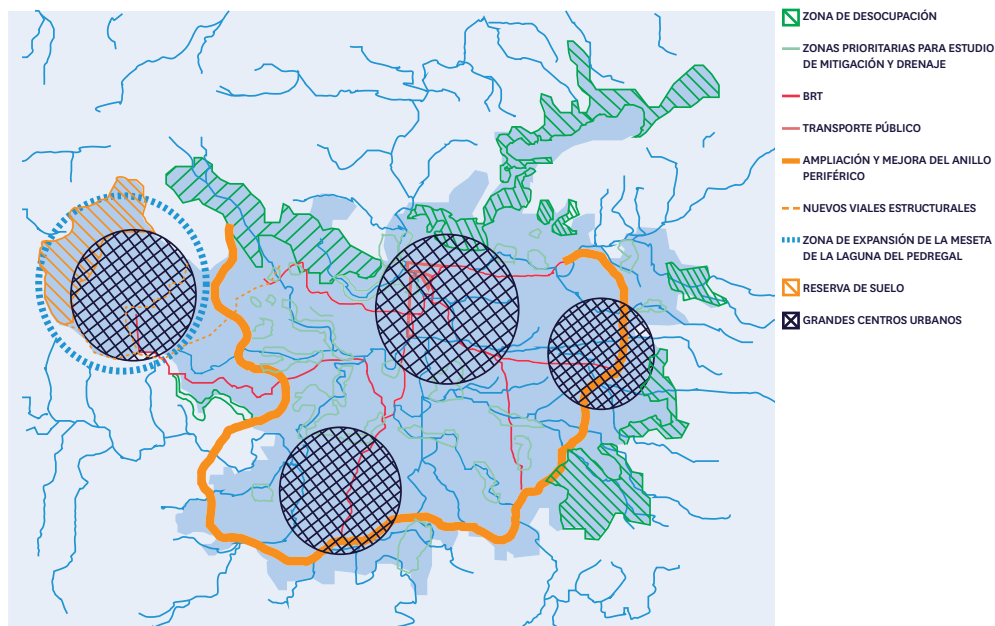 ZONA DE DESOCUPACIÓN
ZONAS PRIORITARIAS PARA ESTUDIO
DE MITIGACIÓN Y DRENAJE
BRT
TRANSPORTE PÚBLICO
AMPLIACIÓN Y MEJORA DEL ANILLO
PERIFÉRICO
NUEVOS VIALES ESTRUCTURALES
ZONA DE EXPANSIÓN DE LA MESETA
DE LA LAGUNA DEL PEDREGAL
RESERVA DE SUELO
GRANDES CENTROS URBANOS